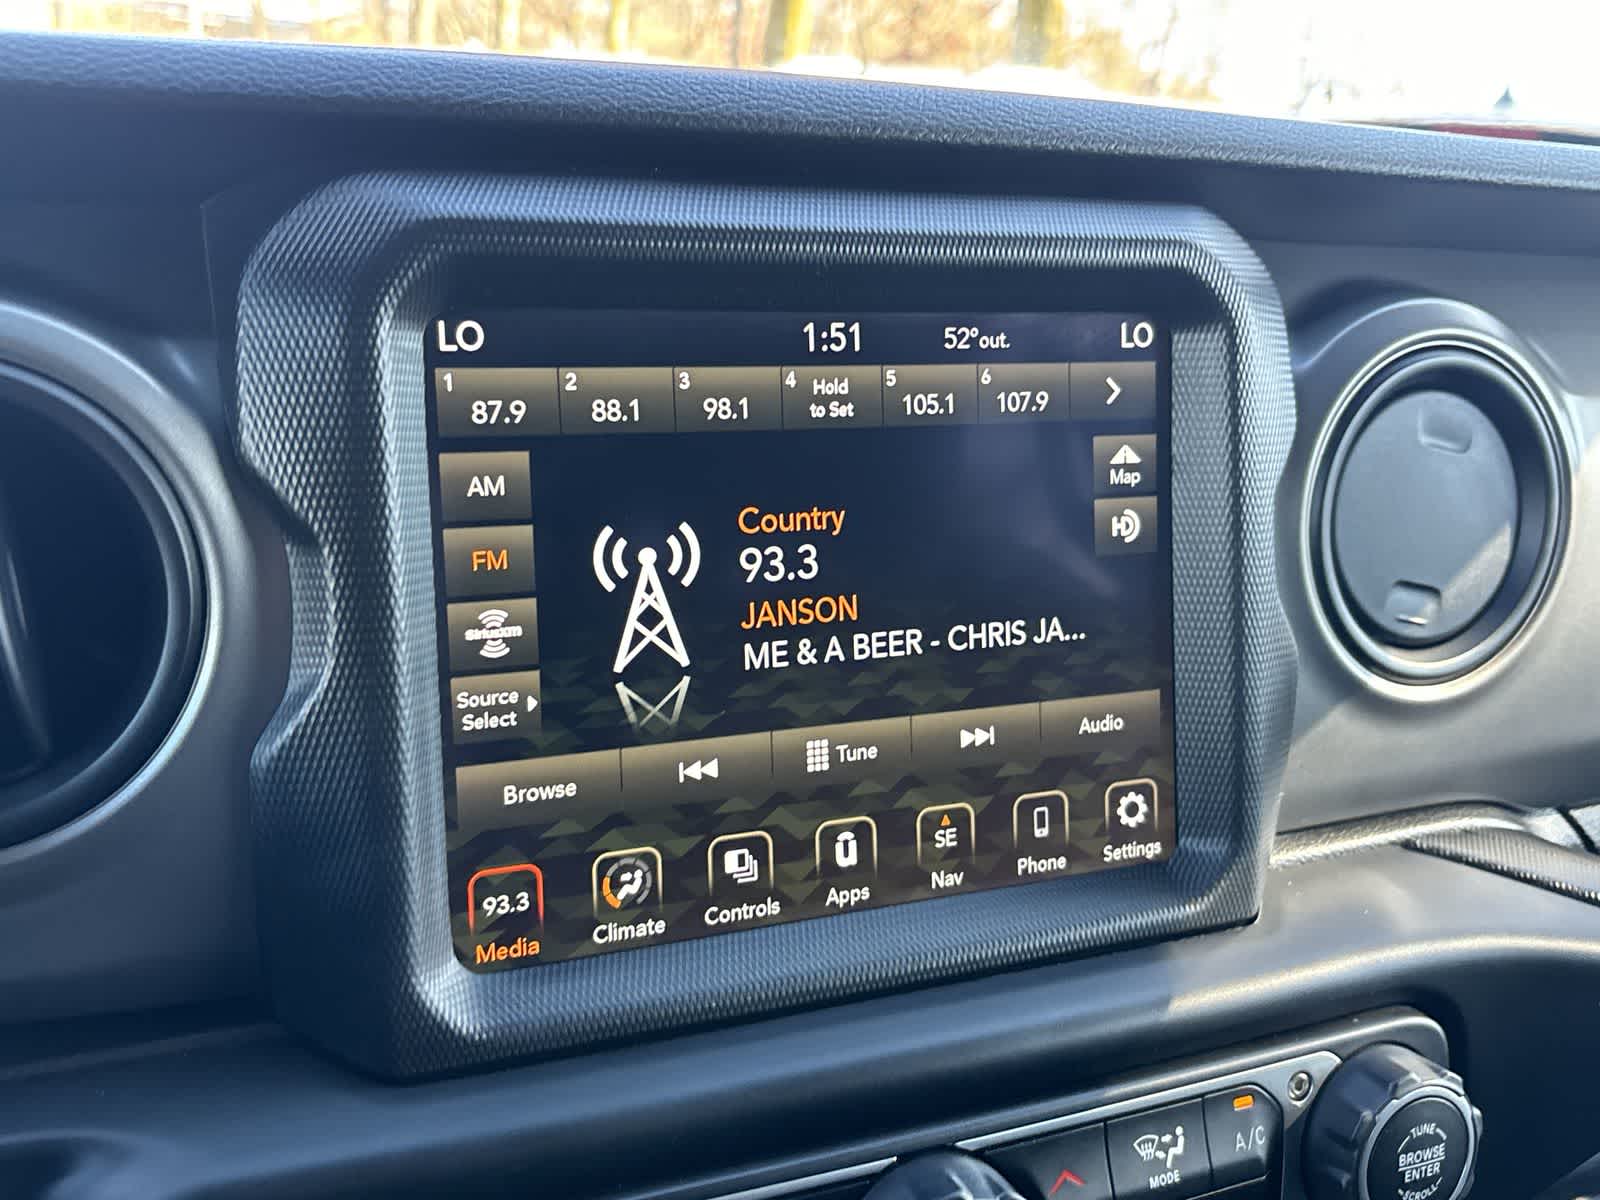 LO 1:51 52° out. LO
1 87.9 2 88.1 3 98.1 4 Hold to Set 5 105.1 6 107.9
AM
FM
SiriusXM
Source
Select
Map
HD
Country
93.3
JANSON
ME & A BEER - CHRIS JA...
Browse Tune Audio
93.3 SE
Media Climate Controls Apps Nav Phone Settings
MODE
A/C
TUNE
BROWSE
ENTER
SCROLL